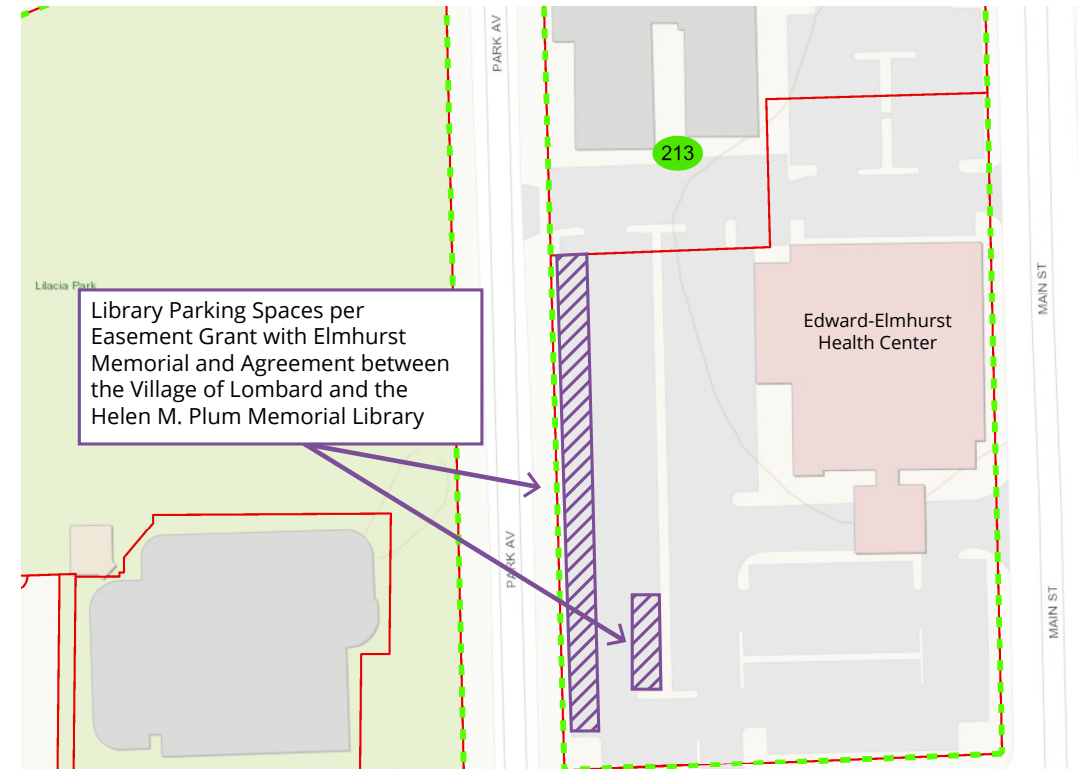 PARK AV
213
Lilacia Park
MAIN ST
Library Parking Spaces per
Easement Grant with Elmhurst
Memorial and Agreement between
the Village of Lombard and the
Helen M. Plum Memorial Library
Edward-Elmhurst
Health Center
PARK AV
MAIN ST